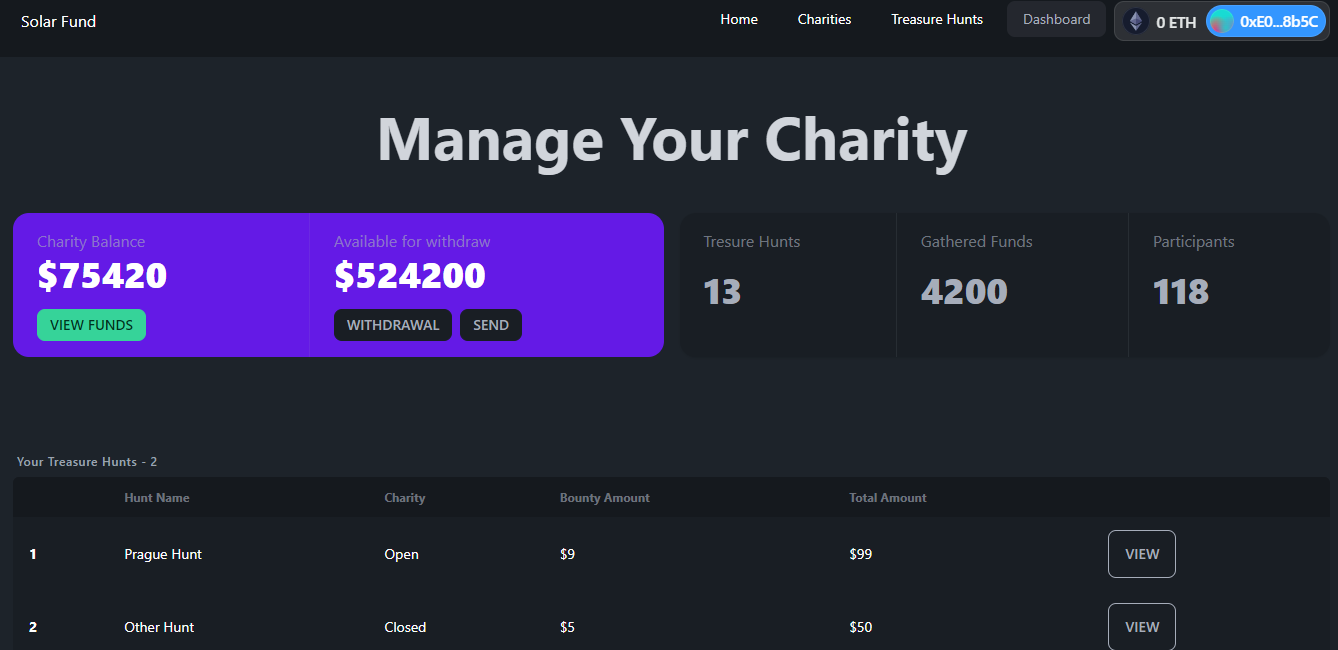 Solar Fund Home Charities Treasure Hunts Dashboard 0 ETH 0xE0...8b5C
Manage Your Charity
Charity Balance Available for withdraw Tresure Hunts Gathered Funds Participants
$75420 $524200 13 4200 118
VIEW FUNDS WITHDRAWAL SEND
Your Treasure Hunts - 2
Hunt Name Charity Bounty Amount Total Amount
1 Prague Hunt Open $9 $99 VIEW
2 Other Hunt Closed $5 $50 VIEW